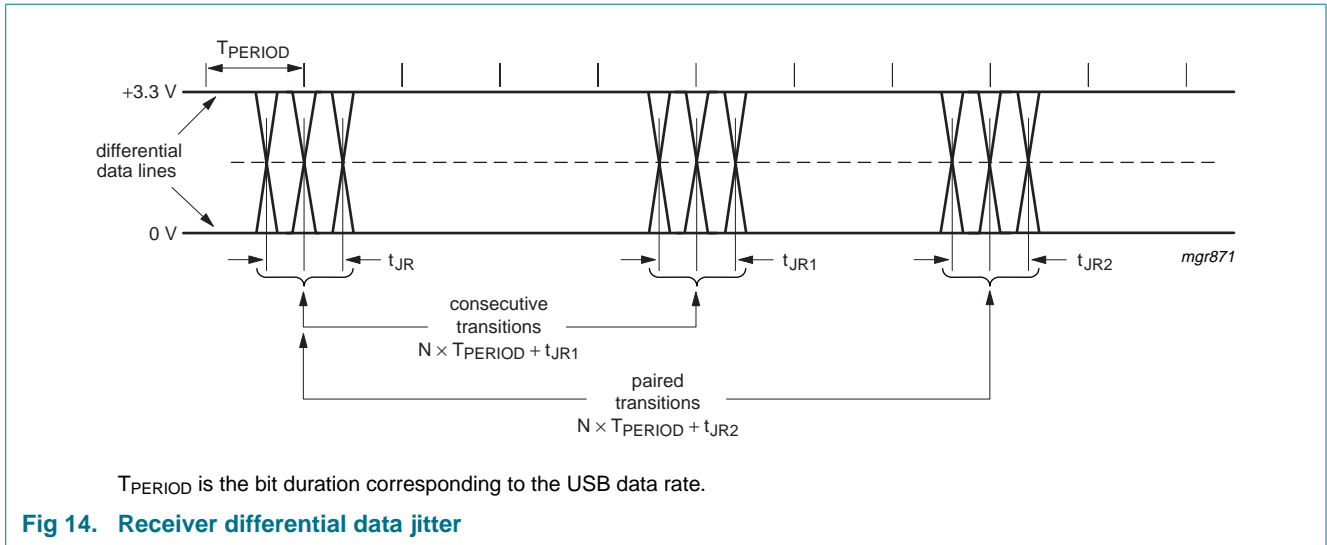 TPERIOD
+3.3 V
differential
data lines
0 V
tJR
tJR1
tJR2
mgr871
consecutive
transitions
N × TPERIOD + tJR1
paired
transitions
N × TPERIOD + tJR2
TPERIOD is the bit duration corresponding to the USB data rate.
Fig 14. Receiver differential data jitter